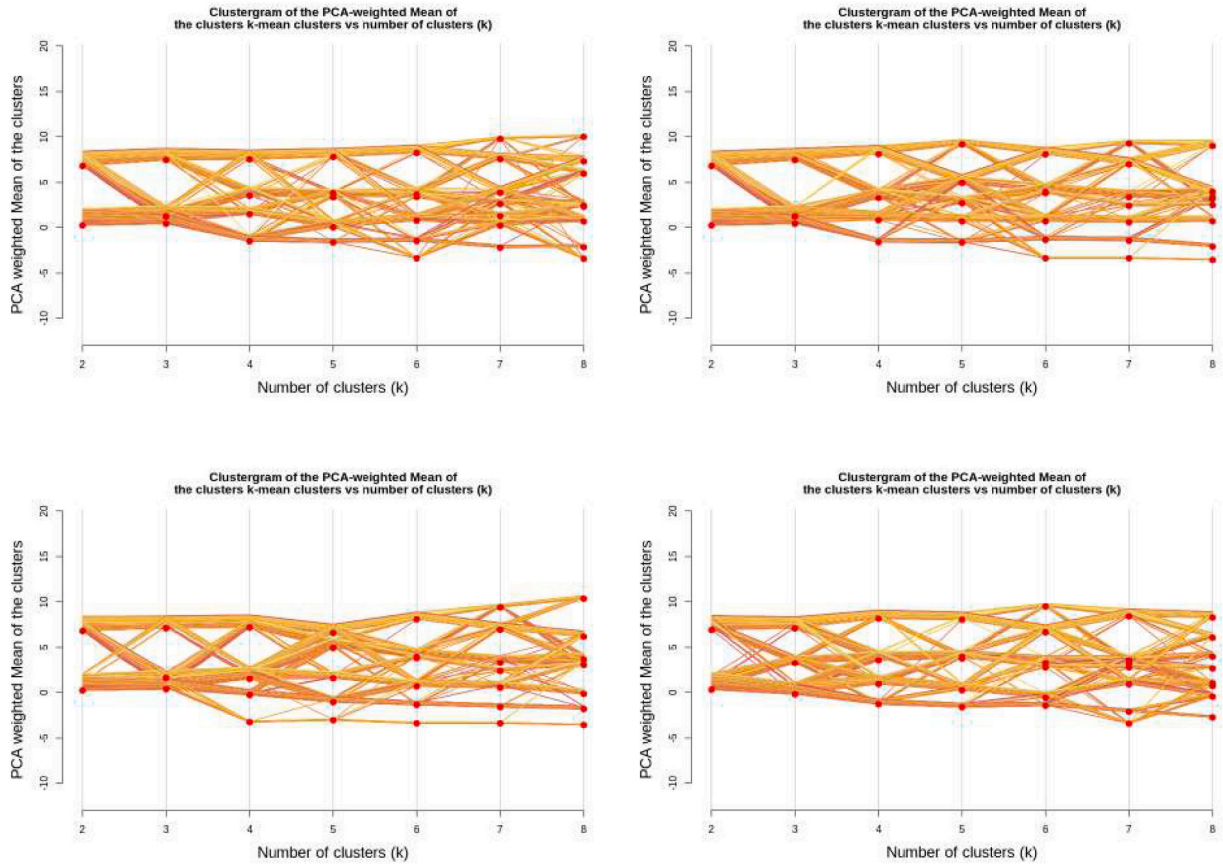 Clustergram of the PCA-weighted Mean of
the clusters k-mean clusters vs number of clusters (k)
PCA weighted Mean of the clusters
20
15
10
5
0
-5
-10
2 3 4 5 6 7 8
Number of clusters (k)
Clustergram of the PCA-weighted Mean of
the clusters k-mean clusters vs number of clusters (k)
PCA weighted Mean of the clusters
20
15
10
5
0
-5
-10
2 3 4 5 6 7 8
Number of clusters (k)
Clustergram of the PCA-weighted Mean of
the clusters k-mean clusters vs number of clusters (k)
PCA weighted Mean of the clusters
20
15
10
5
0
-5
-10
2 3 4 5 6 7 8
Number of clusters (k)
Clustergram of the PCA-weighted Mean of
the clusters k-mean clusters vs number of clusters (k)
PCA weighted Mean of the clusters
20
15
10
5
0
-5
-10
2 3 4 5 6 7 8
Number of clusters (k)